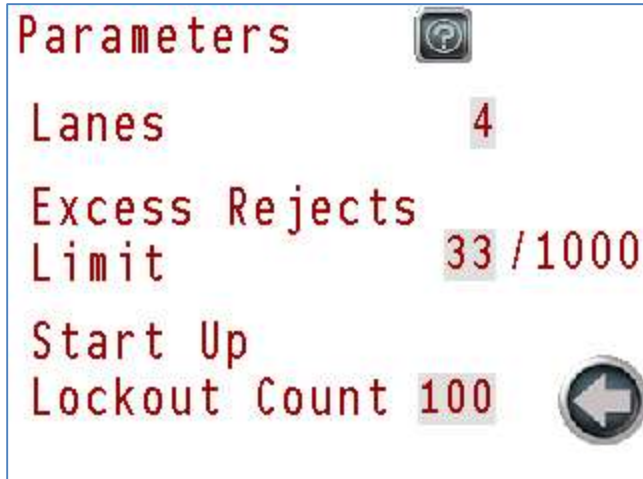 Parameters
Lanes 4
Excess Rejects
Limit 33 /1000
Start Up
Lockout Count 100